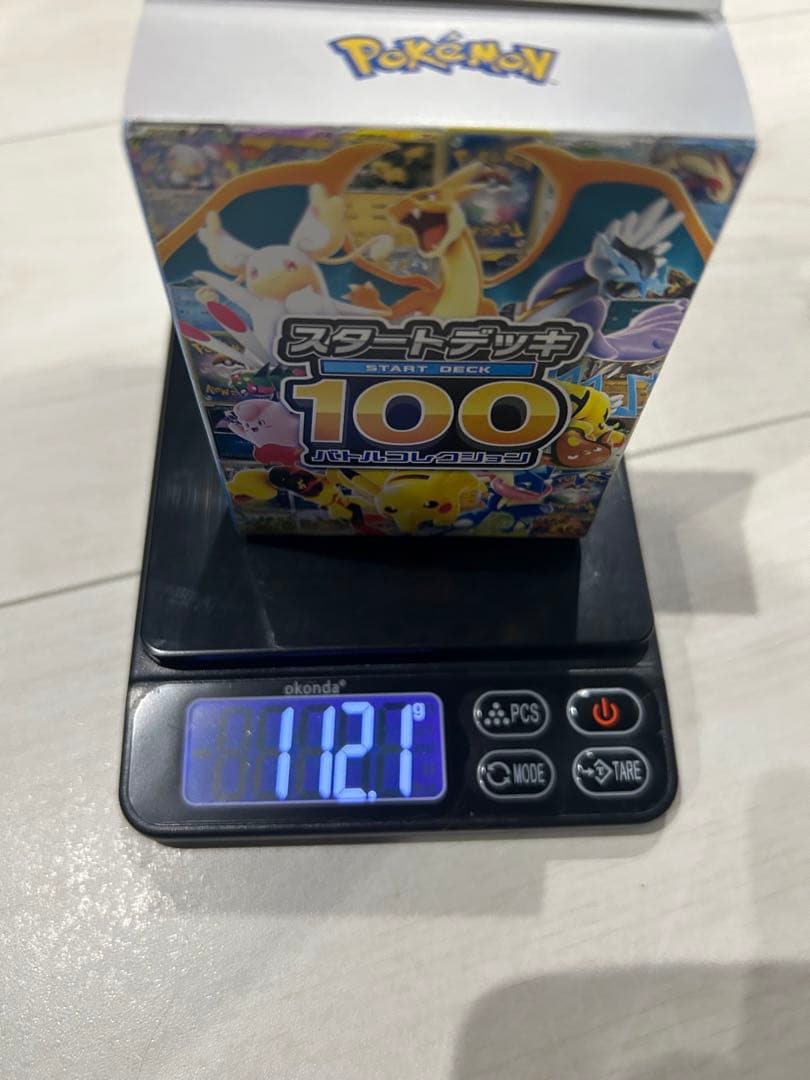 POKéMON
スタートデッキ
START DECK
100
バトルコレクション
okonda®
112.1 g
PCS
MODE
TARE